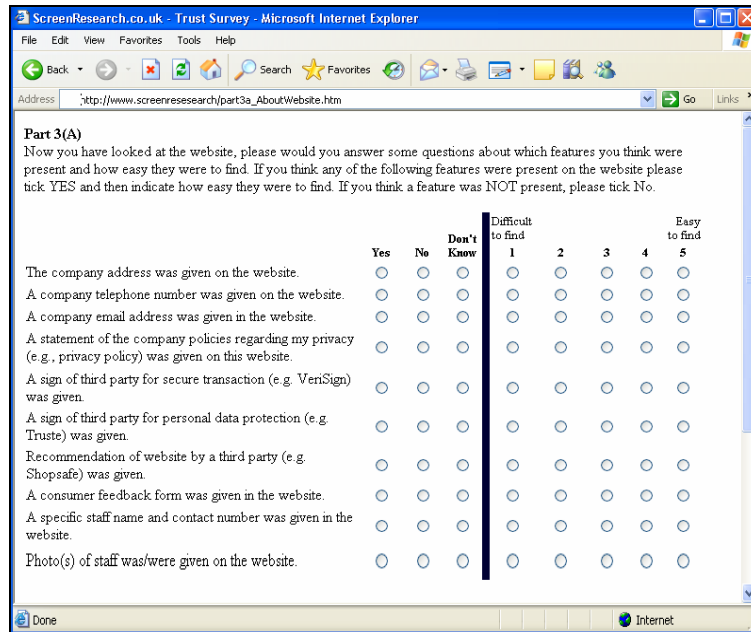 ScreenResearch.co.uk - Trust Survey - Microsoft Internet Explorer
File Edit View Favorites Tools Help
Back Search Favorites
Address http://www.screenresesearch/part3a_AboutWebsite.htm Go Links
Part 3(A)
Now you have looked at the website, please would you answer some questions about which features you think were
present and how easy they were to find. If you think any of the following features were present on the website please
tick YES and then indicate how easy they were to find. If you think a feature was NOT present, please tick No.
Difficult Easy
to find to find
Don't
Yes No Know 1 2 3 4 5
The company address was given on the website.
A company telephone number was given on the website.
A company email address was given in the website.
A statement of the company policies regarding my privacy
(e.g., privacy policy) was given on this website.
A sign of third party for secure transaction (e.g. VeriSign)
was given.
A sign of third party for personal data protection (e.g.
Truste) was given.
Recommendation of website by a third party (e.g.
Shopsafe) was given.
A consumer feedback form was given in the website.
A specific staff name and contact number was given in the
website.
Photo(s) of staff was/were given on the website.
Done Internet